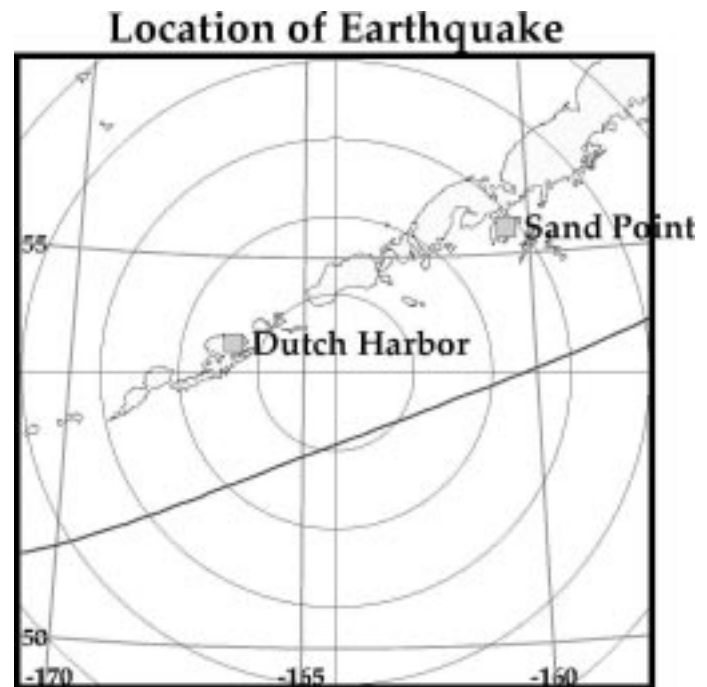 Location of Earthquake
Sand Point
55
Dutch Harbor
50
-170
-165
-160